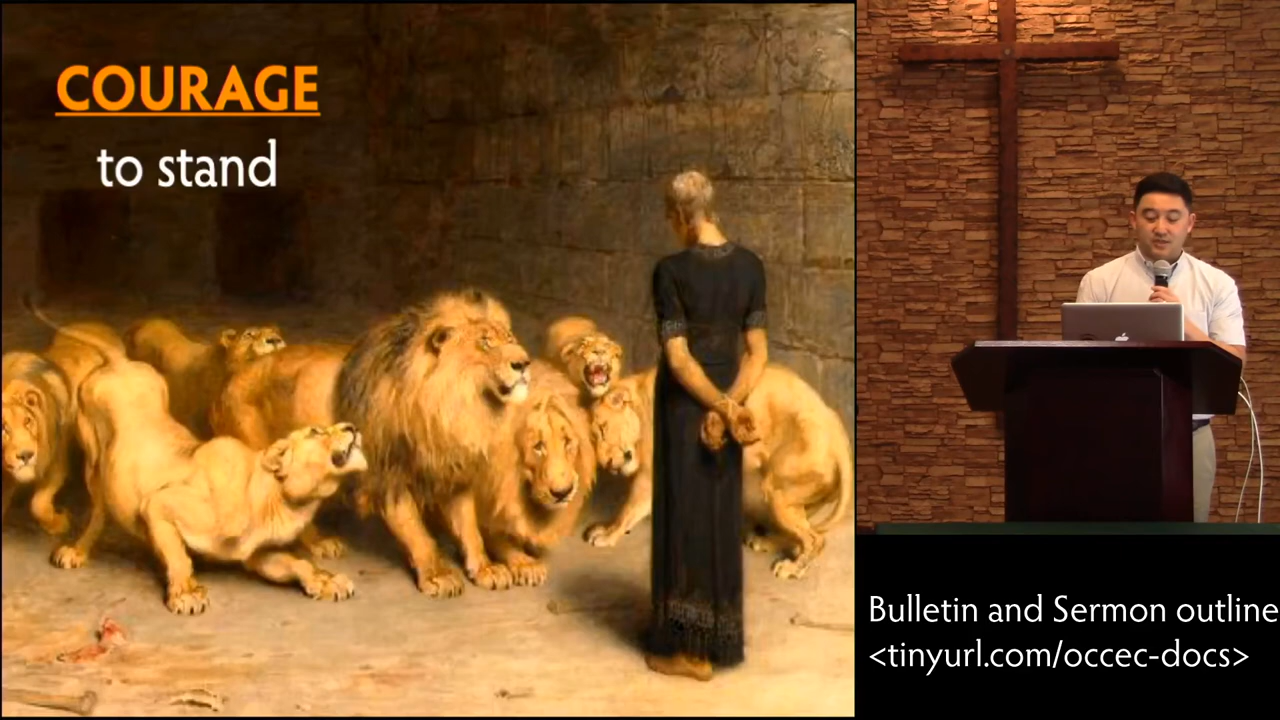 COURAGE
to stand
Bulletin and Sermon outline
<tinyurl.com/occec-docs>